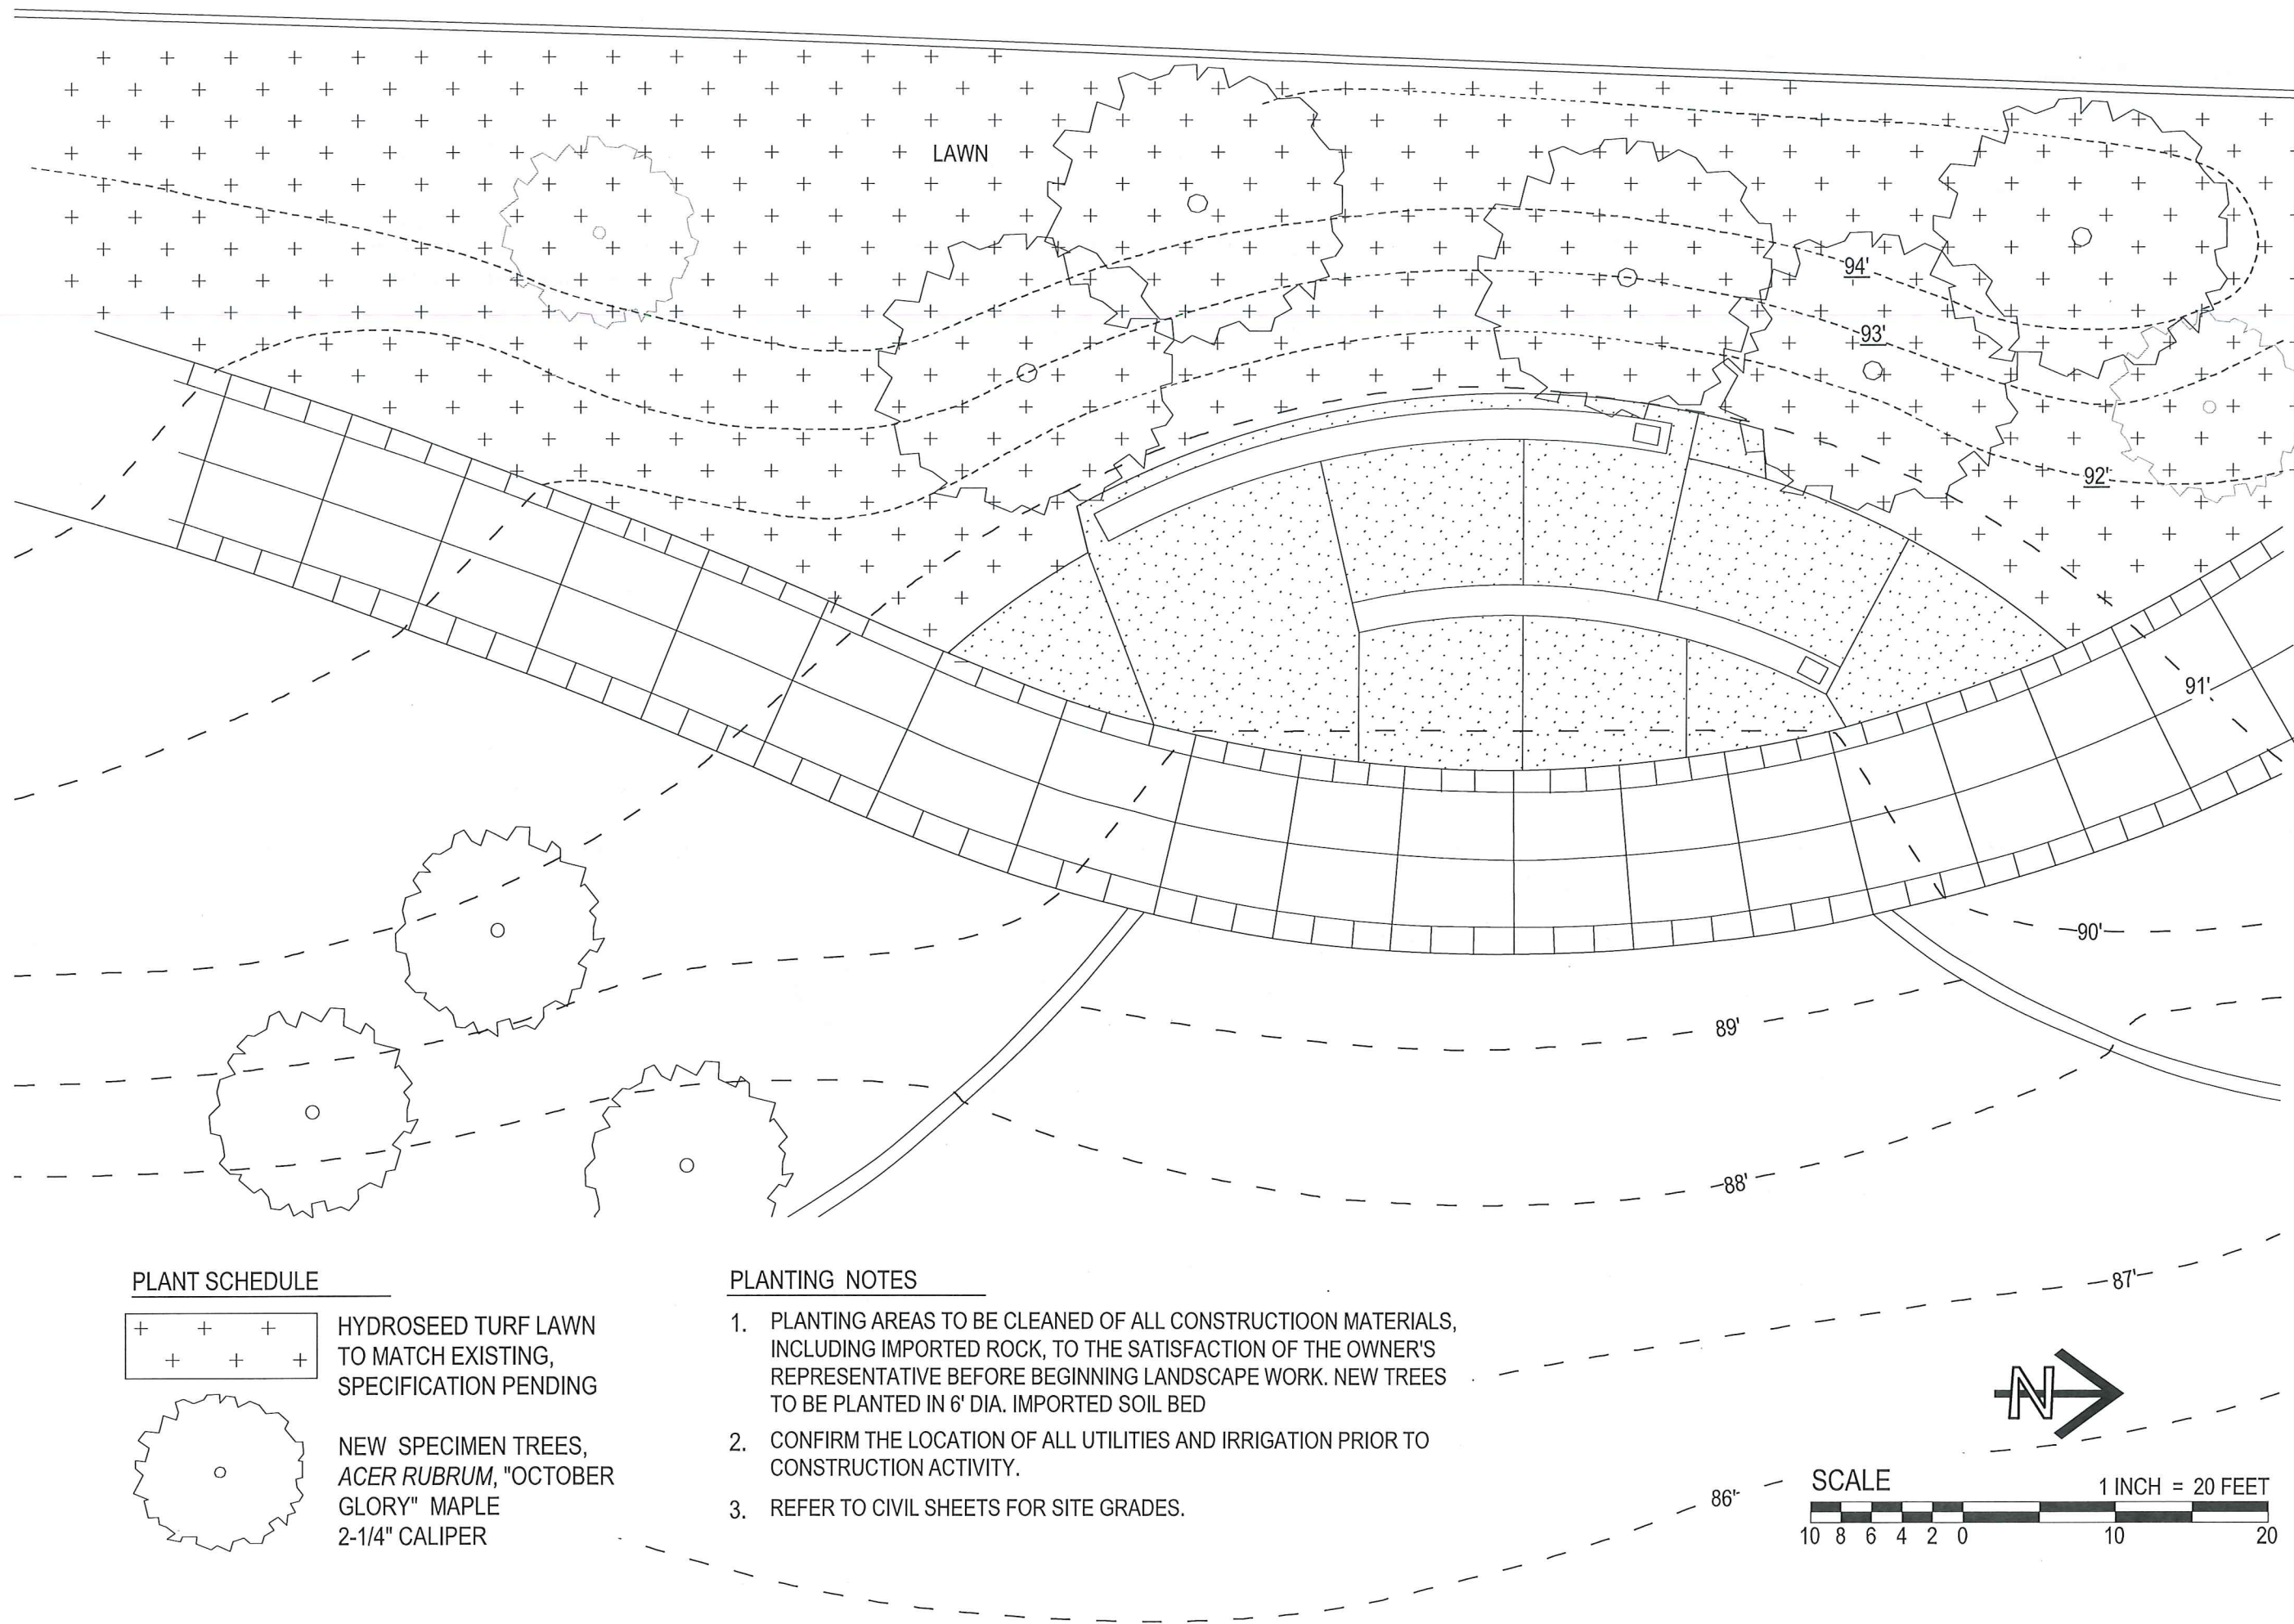 LAWN
94'
93'
92'
91'
90'
89'
88'
87'
86'
PLANT SCHEDULE
HYDROSEED TURF LAWN
TO MATCH EXISTING,
SPECIFICATION PENDING
NEW SPECIMEN TREES,
ACER RUBRUM, "OCTOBER
GLORY" MAPLE
2-1/4" CALIPER
PLANTING NOTES
1. PLANTING AREAS TO BE CLEANED OF ALL CONSTRUCTIOON MATERIALS,
INCLUDING IMPORTED ROCK, TO THE SATISFACTION OF THE OWNER'S
REPRESENTATIVE BEFORE BEGINNING LANDSCAPE WORK. NEW TREES
TO BE PLANTED IN 6' DIA. IMPORTED SOIL BED
2. CONFIRM THE LOCATION OF ALL UTILITIES AND IRRIGATION PRIOR TO
CONSTRUCTION ACTIVITY.
3. REFER TO CIVIL SHEETS FOR SITE GRADES.
N
SCALE 1 INCH = 20 FEET
10 8 6 4 2 0 10 20